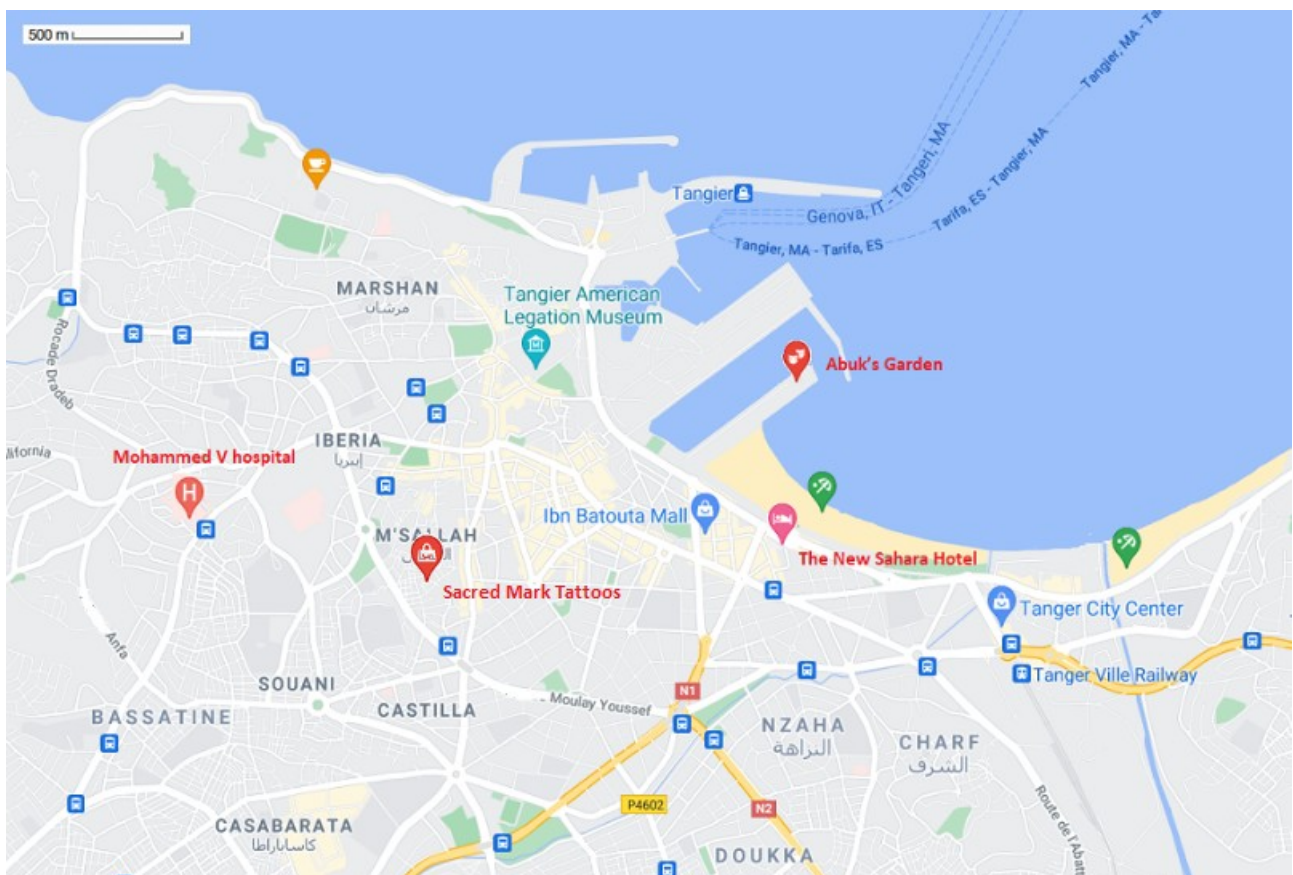 500 m
Tangier, MA - Ta
Genova, IT - Tangeri, MA
Tarifa, ES - Tangier, MA
Tangier, MA - Tarifa, ES
Tangier
MARSHAN
مرشان
Tangier American
Legation Museum
Abuk's Garden
Rocade Dradeb
IBERIA
إيبريا
lifornia
Mohammed V hospital
M'SALLAH
Ibn Batouta Mall
The New Sahara Hotel
Sacred Mark Tattoos
Tanger City Center
Anfa
Tanger Ville Railway
SOUANI
N1
Moulay Youssef
CASTILLA
BASSATINE
NZAHA
النزاهة
CHARF
الشرف
P4602
N2
CASABARATA
كاساباراطا
Route de l'Abatt
DOUKKA